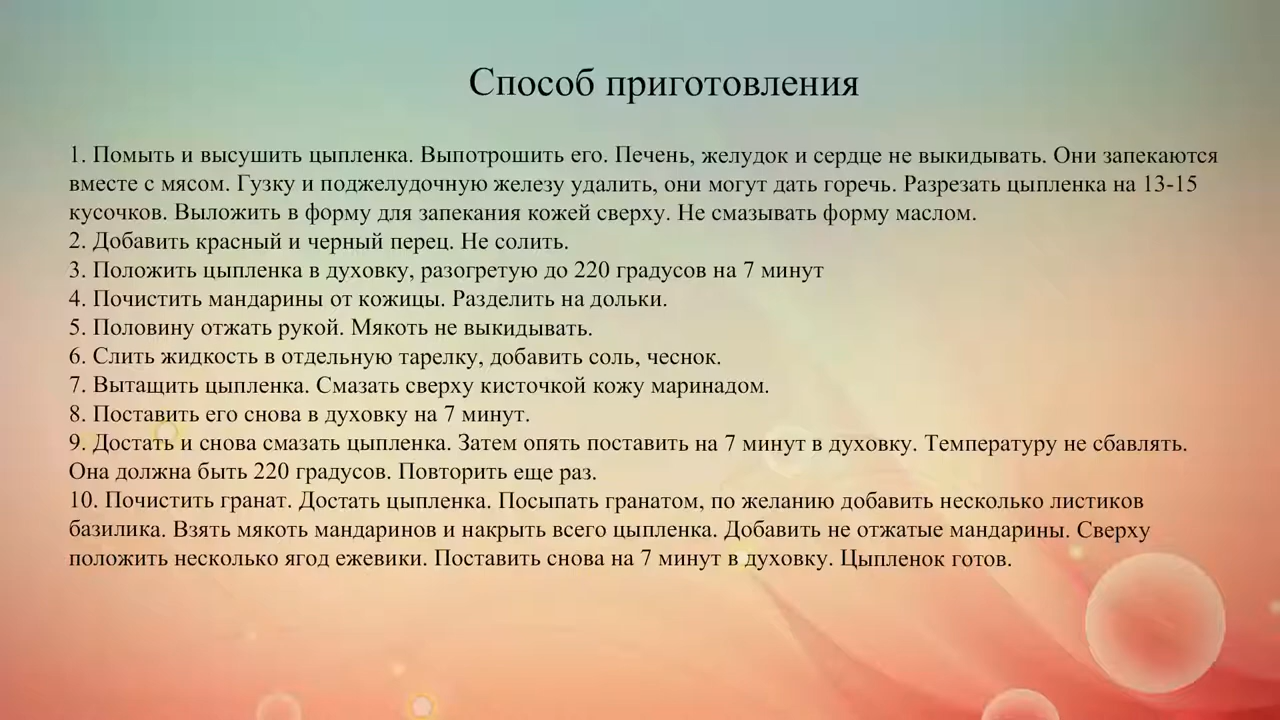 Способ приготовления
1. Помыть и высушить цыпленка. Выпотрошить его. Печень, желудок и сердце не выкидывать. Они запекаются
вместе с мясом. Гузку и поджелудочную железу удалить, они могут дать горечь. Разрезать цыпленка на 13-15
кусочков. Выложить в форму для запекания кожей сверху. Не смазывать форму маслом.
2. Добавить красный и черный перец. Не солить.
3. Положить цыпленка в духовку, разогретую до 220 градусов на 7 минут
4. Почистить мандарины от кожицы. Разделить на дольки.
5. Половину отжать рукой. Мякоть не выкидывать.
6. Слить жидкость в отдельную тарелку, добавить соль, чеснок.
7. Вытащить цыпленка. Смазать сверху кисточкой кожу маринадом.
8. Поставить его снова в духовку на 7 минут.
9. Достать и снова смазать цыпленка. Затем опять поставить на 7 минут в духовку. Температуру не сбавлять.
Она должна быть 220 градусов. Повторить еще раз.
10. Почистить гранат. Достать цыпленка. Посыпать гранатом, по желанию добавить несколько листиков
базилика. Взять мякоть мандаринов и накрыть всего цыпленка. Добавить не отжатые мандарины. Сверху
положить несколько ягод ежевики. Поставить снова на 7 минут в духовку. Цыпленок готов.